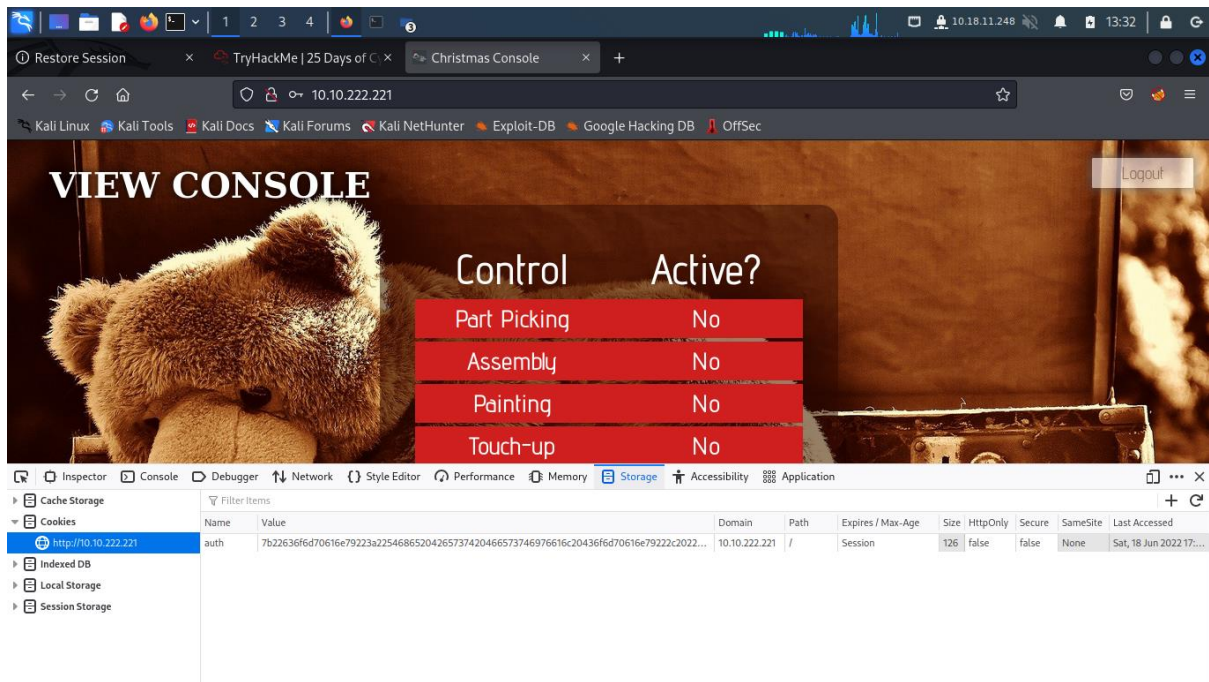 1 2 3 4 3 10.18.11.248 13:32
Restore Session × TryHackMe | 25 Days of Cy × Christmas Console × +
10.10.222.221
Kali Linux Kali Tools Kali Docs Kali Forums Kali NetHunter Exploit-DB Google Hacking DB OffSec
VIEW CONSOLE
Logout
Control Active?
Part Picking No
Assembly No
Painting No
Touch-up No
Inspector Console Debugger Network {} Style Editor Performance Memory Storage Accessibility Application
Cache Storage Filter Items
Cookies Name Value Domain Path Expires / Max-Age Size HttpOnly Secure SameSite Last Accessed
http://10.10.222.221 auth 7b22636f6d70616e79223a22546865204265737420466573746976616c20436f6d70616e79222c2022... 10.10.222.221 / Session 126 false false None Sat, 18 Jun 2022 17:...
Indexed DB
Local Storage
Session Storage